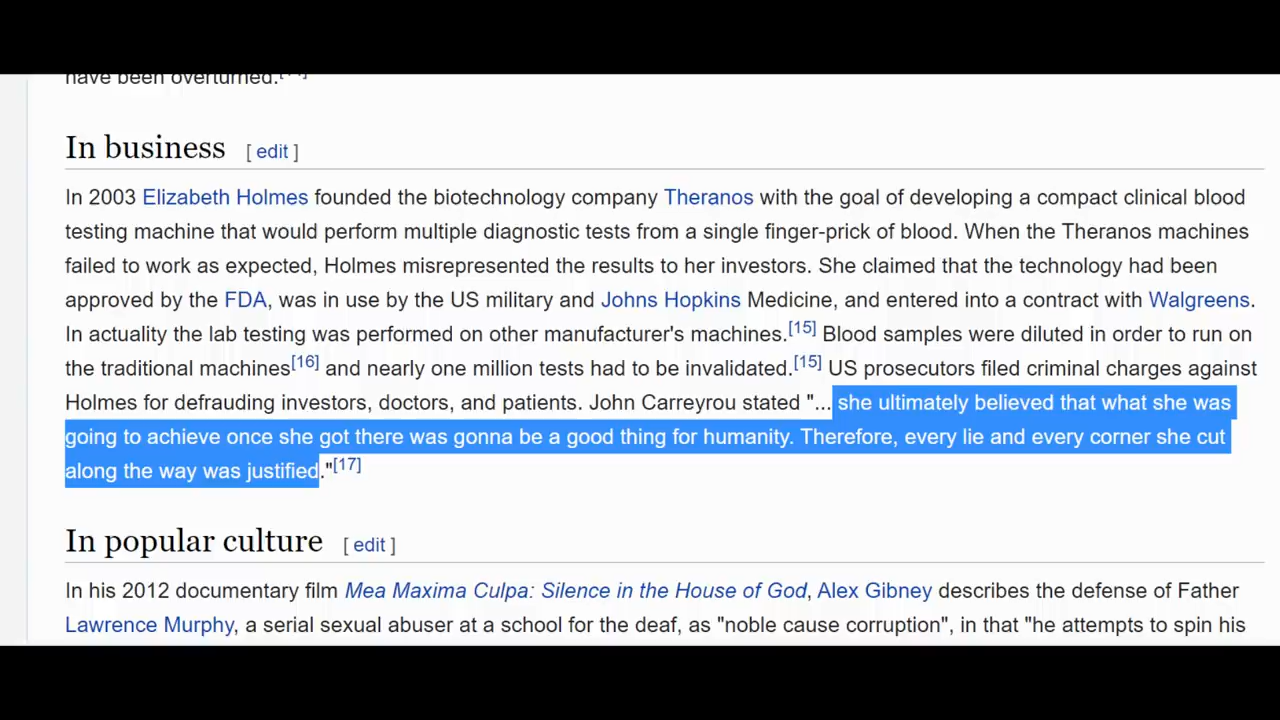 have been overturned.
In business [ edit ]
In 2003 Elizabeth Holmes founded the biotechnology company Theranos with the goal of developing a compact clinical blood
testing machine that would perform multiple diagnostic tests from a single finger-prick of blood. When the Theranos machines
failed to work as expected, Holmes misrepresented the results to her investors. She claimed that the technology had been
approved by the FDA, was in use by the US military and Johns Hopkins Medicine, and entered into a contract with Walgreens.
In actuality the lab testing was performed on other manufacturer's machines.[15] Blood samples were diluted in order to run on
the traditional machines[16] and nearly one million tests had to be invalidated.[15] US prosecutors filed criminal charges against
Holmes for defrauding investors, doctors, and patients. John Carreyrou stated "... she ultimately believed that what she was
going to achieve once she got there was gonna be a good thing for humanity. Therefore, every lie and every corner she cut
along the way was justified."[17]
In popular culture [ edit ]
In his 2012 documentary film Mea Maxima Culpa: Silence in the House of God, Alex Gibney describes the defense of Father
Lawrence Murphy, a serial sexual abuser at a school for the deaf, as "noble cause corruption", in that "he attempts to spin his